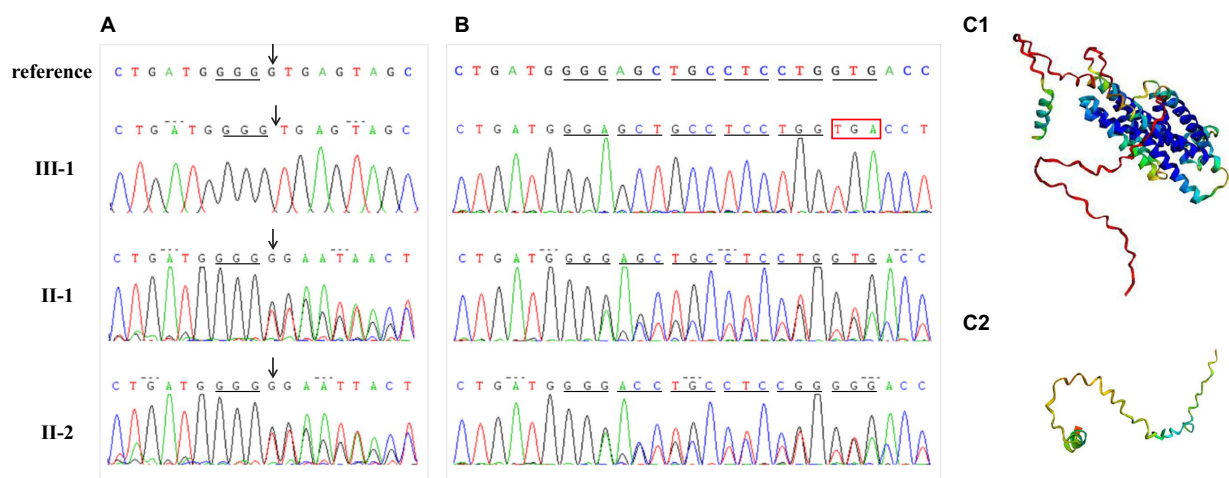 A
B
C1
reference
C T G A T G G G G G T G A G T A G C
C T G A T G G G G A G C T G C C T C C T G G T G A C C
III-1
C T G A T G G G G T G A G T A G C
C T G A T G G G A G C T G C C T C C T G G T G A C C T
II-1
C T G A T G G G G G G A A T A A C T
C T G A T G G G G A G C T G C C T C C T G G T G A C C
C2
II-2
C T G A T G G G G G G A A T T A C T
C T G A T G G G G A C C T G C C T C C G G G G G A C C